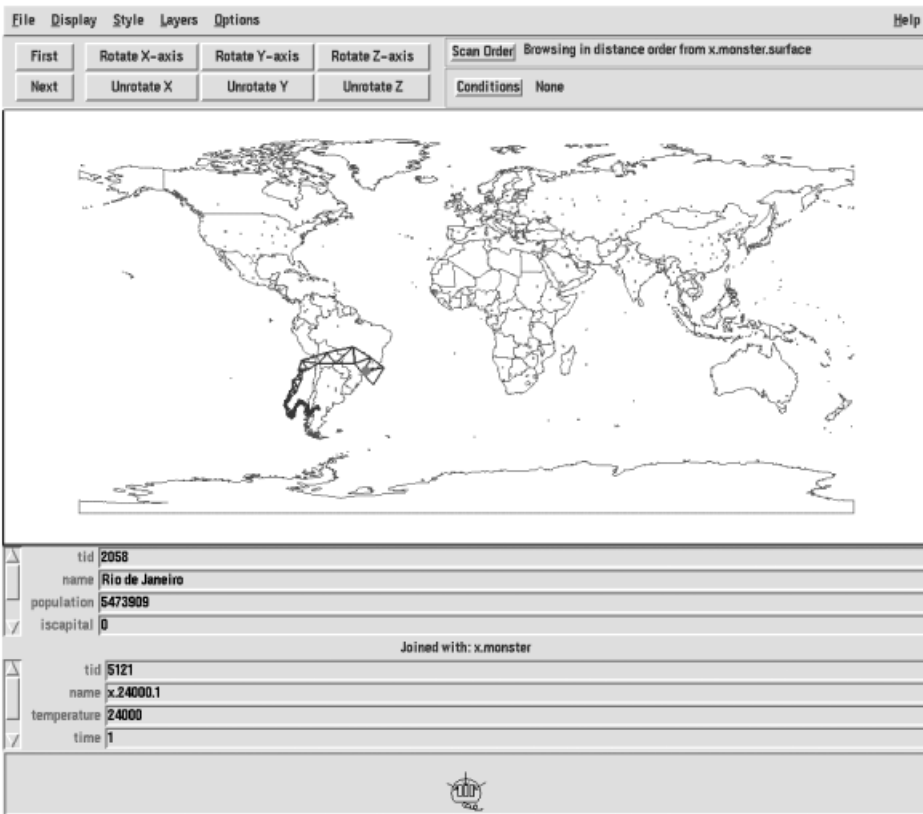 File Display Style Layers Options Help
First Rotate X-axis Rotate Y-axis Rotate Z-axis Scan Order Browsing in distance order from x.monster.surface
Next Unrotate X Unrotate Y Unrotate Z Conditions None
tid 2058
name Rio de Janeiro
population 5473909
iscapital 0
Joined with: x.monster
tid 5121
name x.24000.1
temperature 24000
time 1